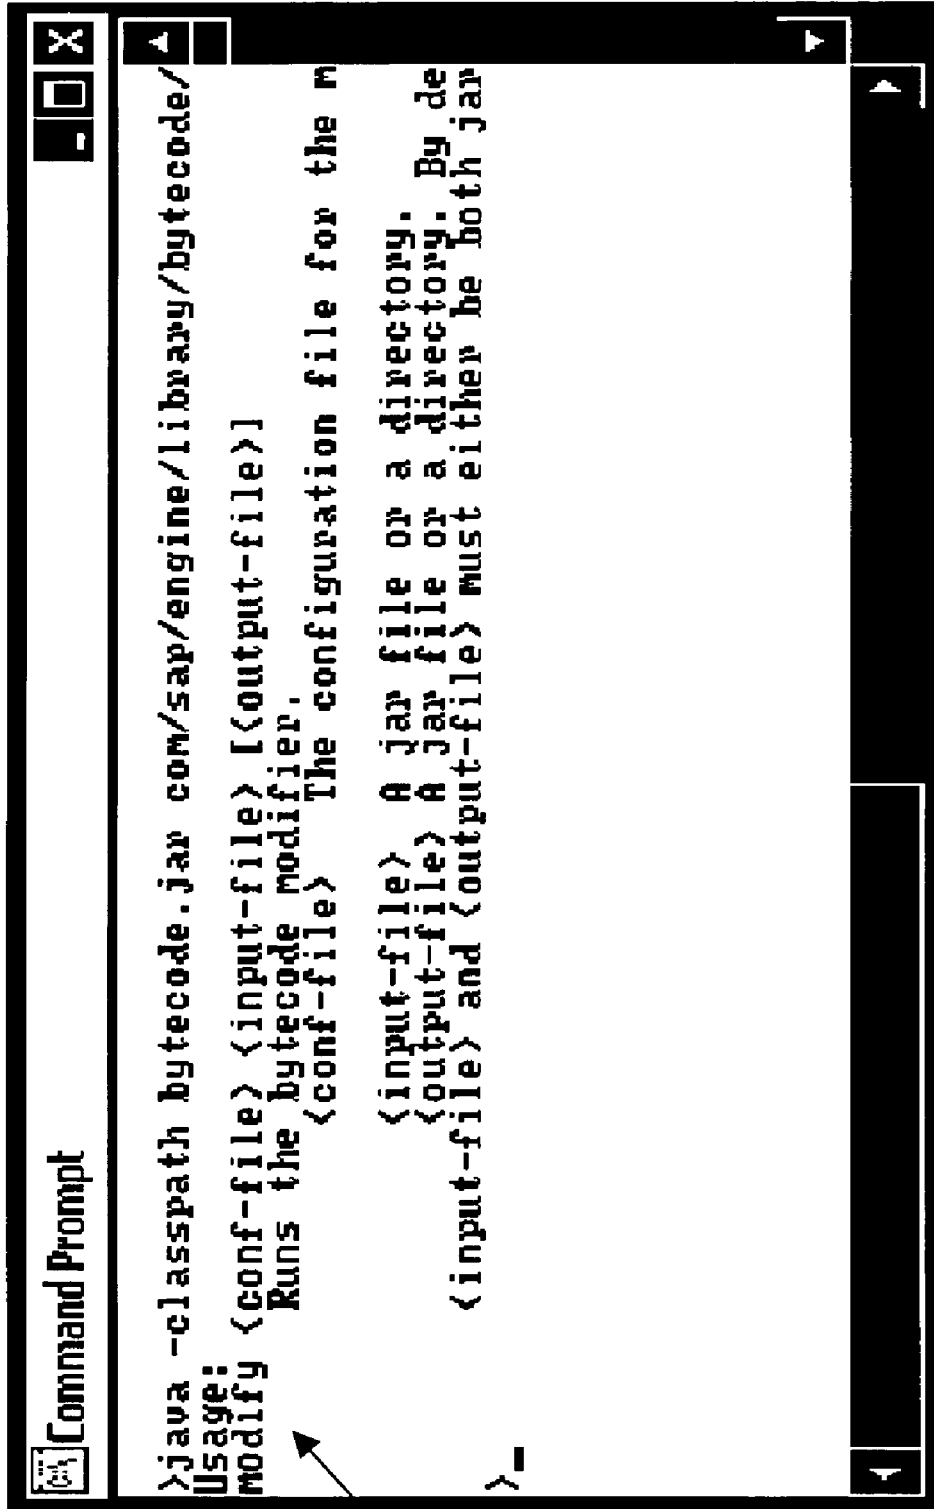 Command Prompt
>java -classpath bytecode.jar com/sap/engine/library/bytecode/
Usage:
modify <conf-file> <input-file> [<output-file>]
Runs the bytecode modifier.
<conf-file> The configuration file for the m
<input-file> A jar file or a directory.
<output-file> A jar file or a directory. By de
<input-file> and <output-file> must either be both jar
>_